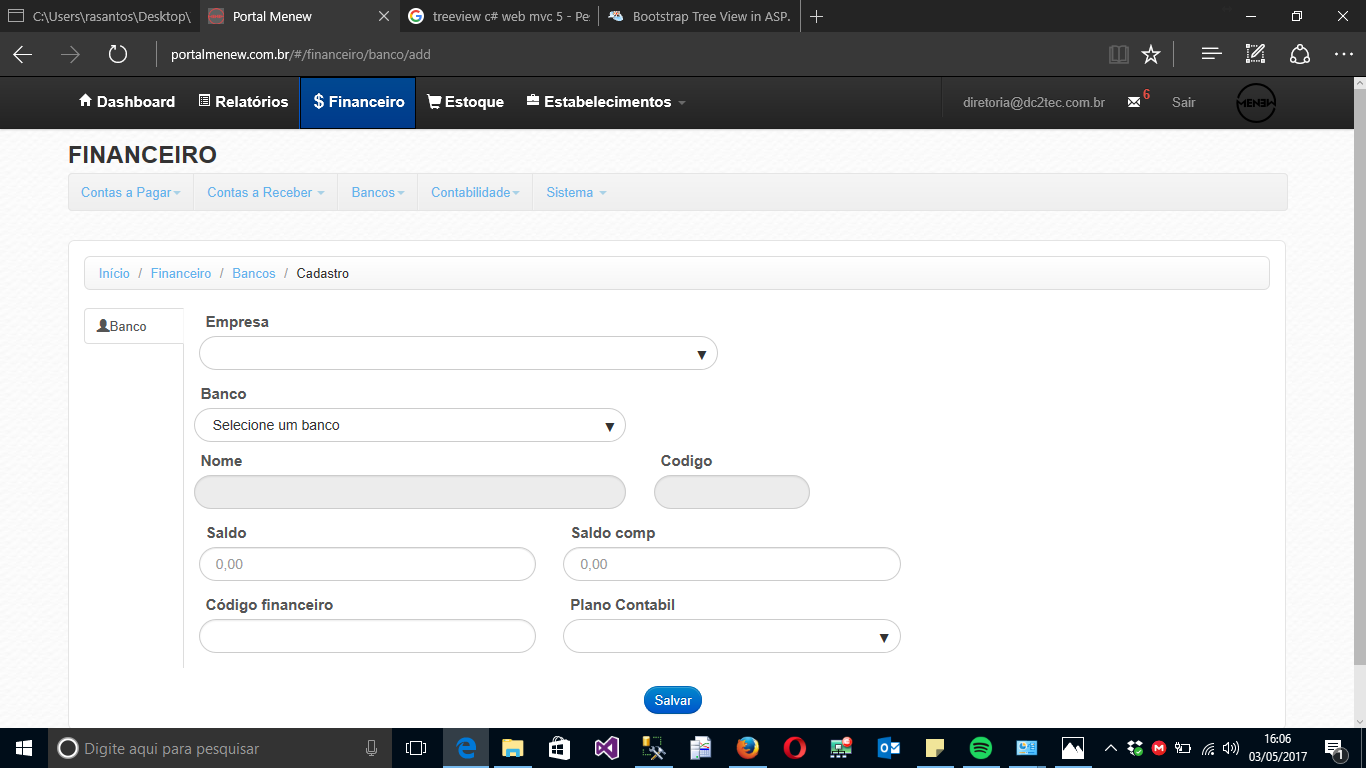 C:\Users\rasantos\Desktop\ Portal Menew treeview c# web mvc 5 - Pe Bootstrap Tree View in ASP.
portalmenew.com.br/#/financeiro/banco/add
Dashboard Relatórios $ Financeiro Estoque Estabelecimentos diretoria@dc2tec.com.br 6 Sair MENEW
FINANCEIRO
Contas a Pagar Contas a Receber Bancos Contabilidade Sistema
Início / Financeiro / Bancos / Cadastro
Banco
Empresa
Banco
Selecione um banco
Nome Codigo
Saldo Saldo comp
0,00 0,00
Código financeiro Plano Contabil
Salvar
Digite aqui para pesquisar
16:06
03/05/2017
1